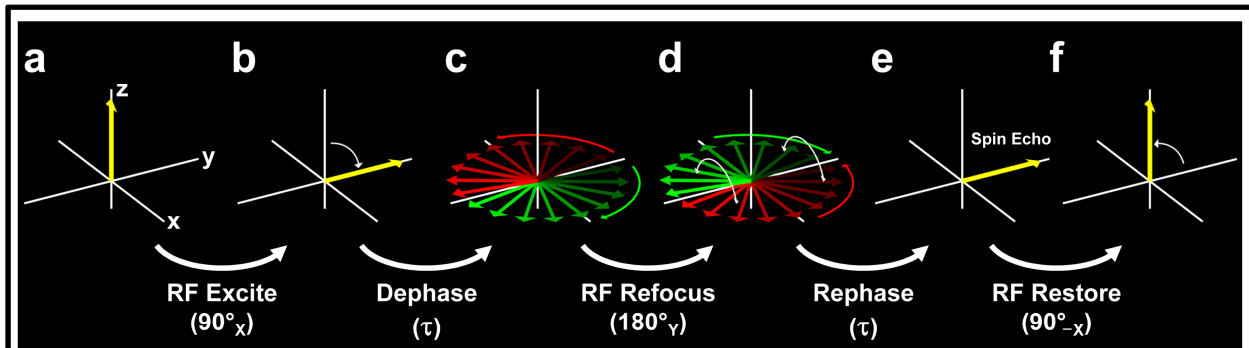 a
b
c
d
e
f
z
y
x
Spin Echo
RF Excite
(90°X)
Dephase
(τ)
RF Refocus
(180°Y)
Rephase
(τ)
RF Restore
(90°−X)